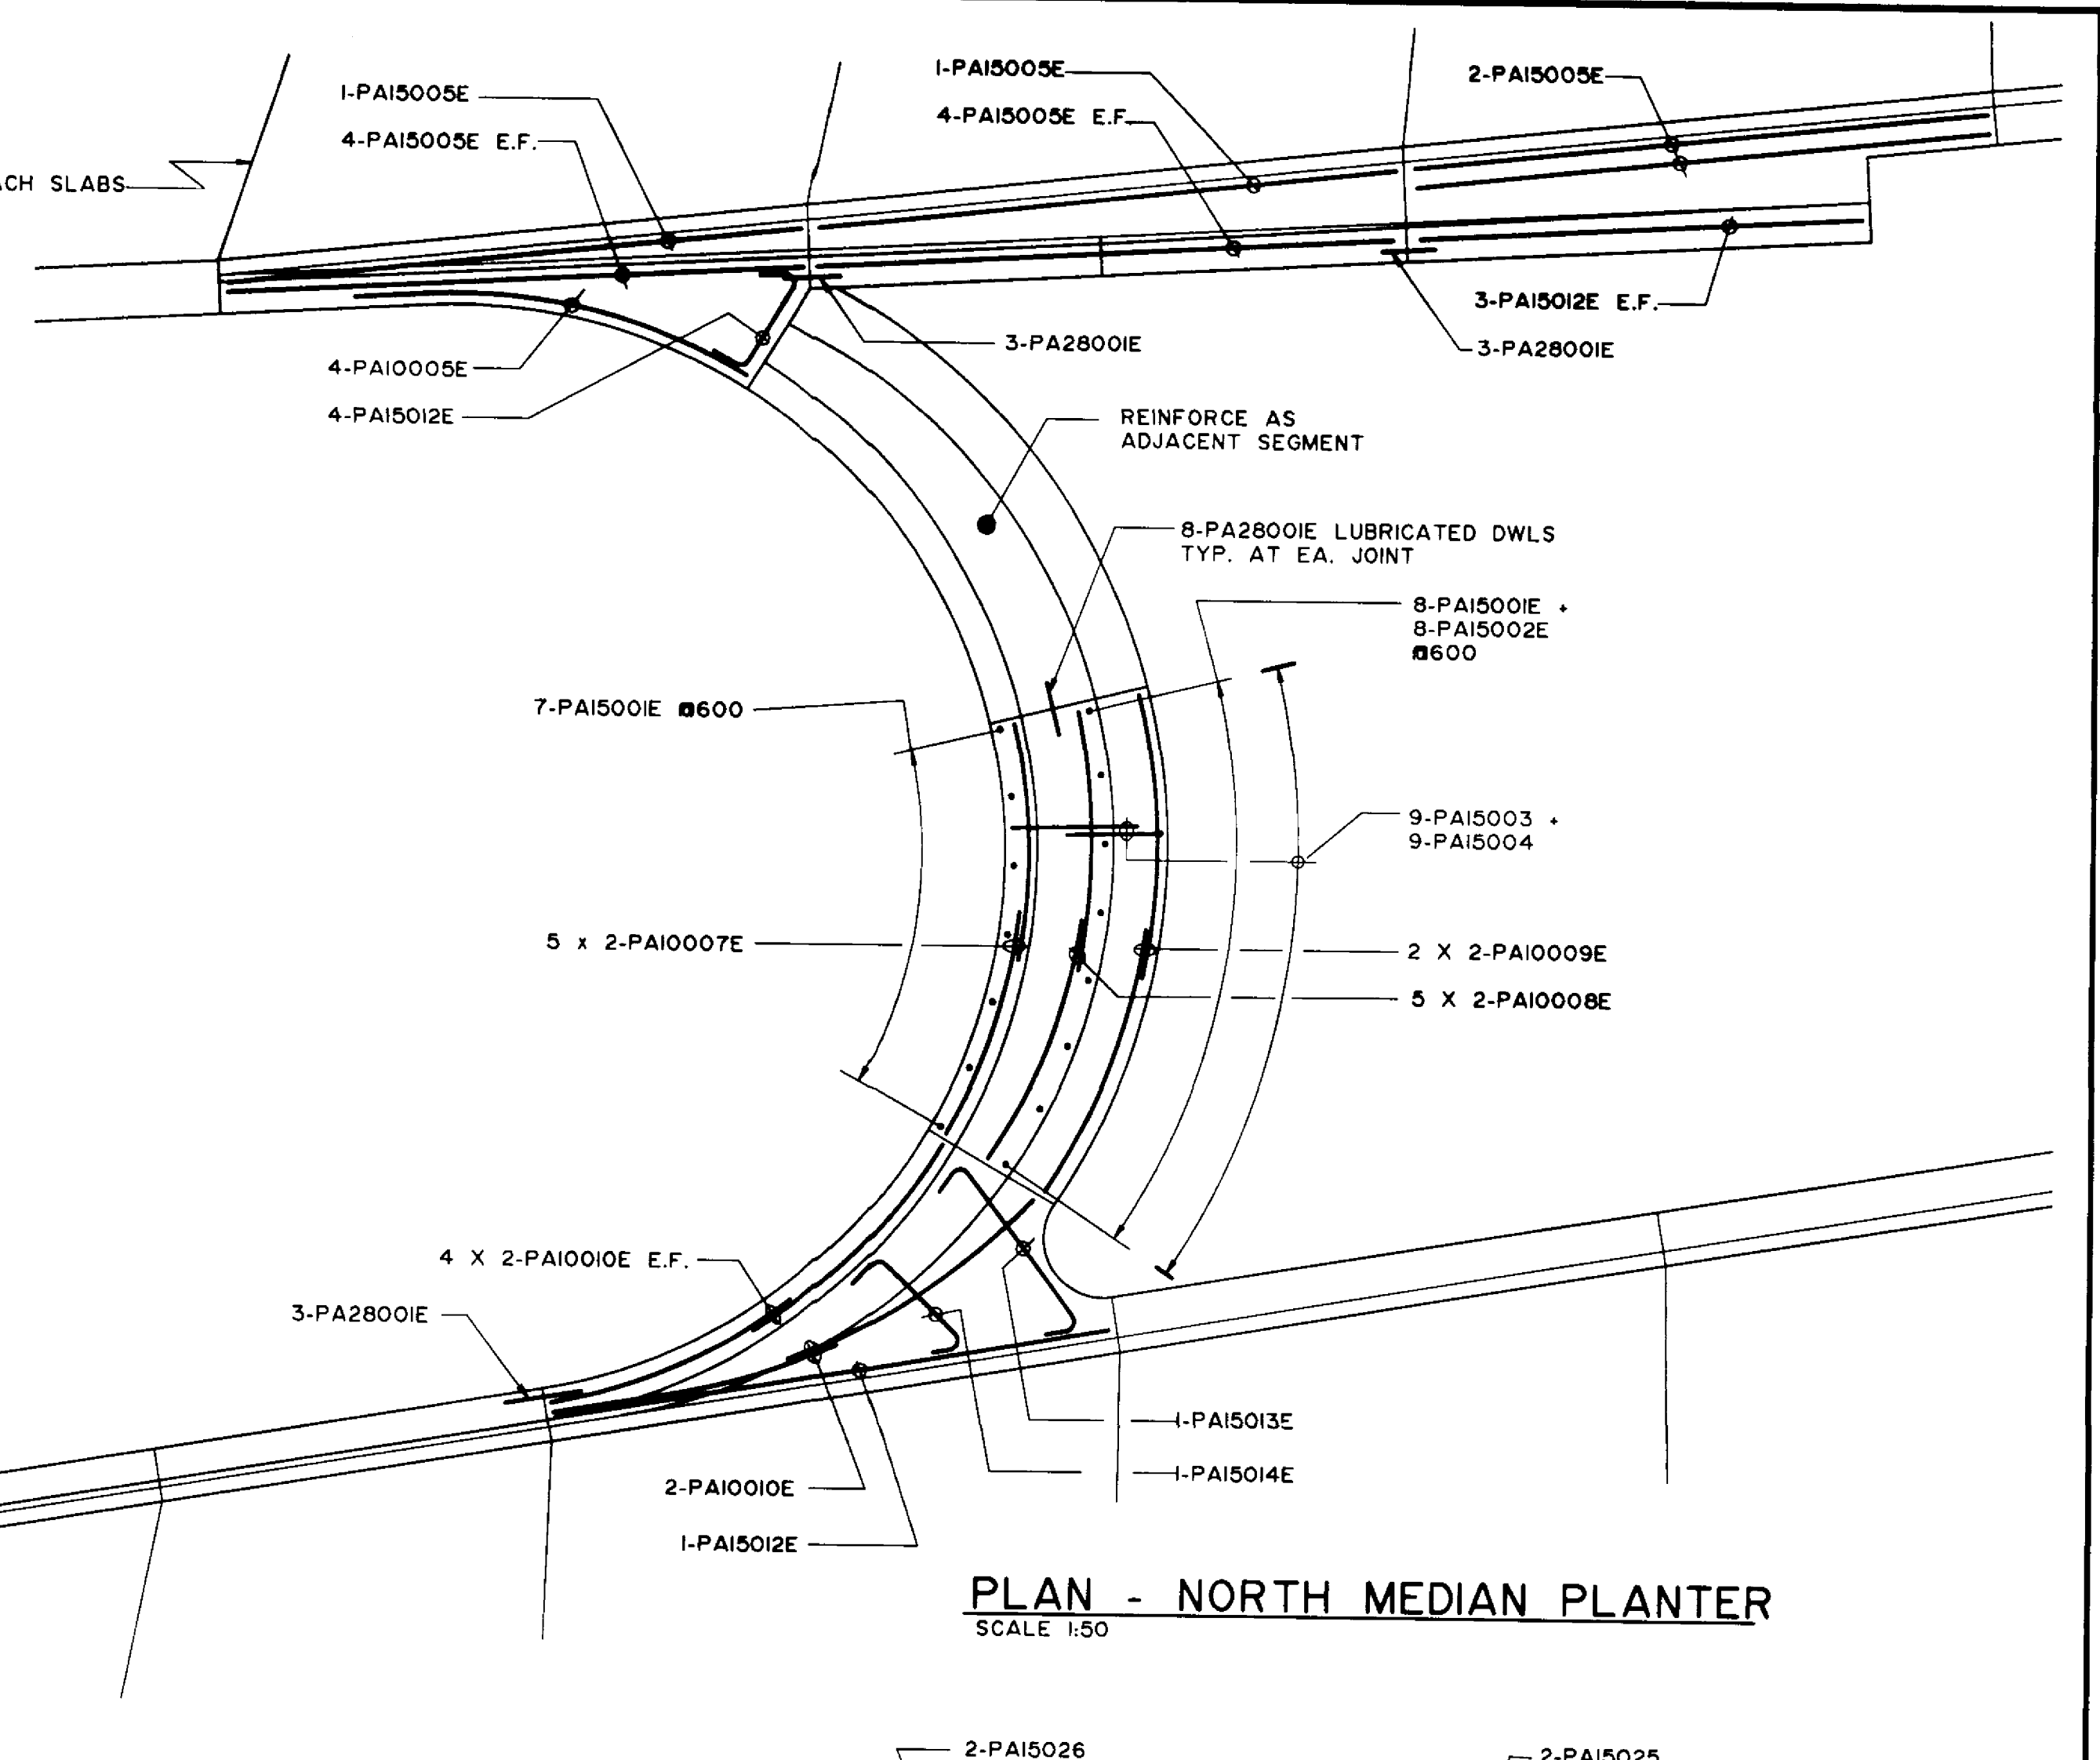 1-PA15005E
4-PA15005E E.F.
1-PA15005E
4-PA15005E E.F.
2-PA15005E
SLABS
3-PA15012E E.F.
3-PA28001E
3-PA28001E
4-PA10005E
4-PA15012E
REINFORCE AS
ADJACENT SEGMENT
8-PA28001E LUBRICATED DWLS
TYP. AT EA. JOINT
8-PA15001E +
8-PA15002E
@600
7-PA15001E @600
9-PA15003 +
9-PA15004
5 x 2-PA10007E
2 X 2-PA10009E
5 X 2-PA10008E
4 X 2-PA10010E E.F.
3-PA28001E
1-PA15013E
1-PA15014E
2-PA10010E
1-PA15012E
PLAN - NORTH MEDIAN PLANTER
SCALE 1:50
2-PA15026
2-PA15025